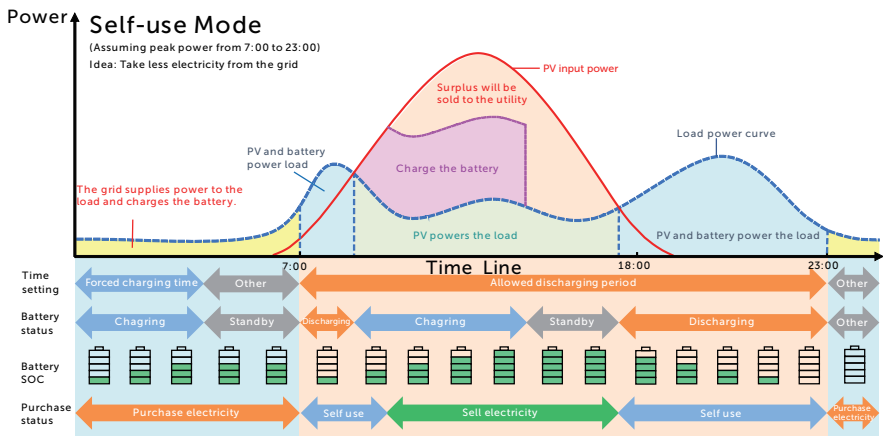 Power
Self-use Mode
(Assuming peak power from 7:00 to 23:00)
Idea: Take less electricity from the grid
PV input power
Surplus will be
sold to the utility
Load power curve
PV and battery
power load
Charge the battery
The grid supplies power to the
load and charges the battery.
PV powers the load
PV and battery power the load
7:00
Time Line
18:00
23:00
Time
setting
Forced charging time
Other
Allowed discharging period
Other
Battery
status
Chagring
Standby
Discharging
Chagring
Standby
Discharging
Other
Battery
SOC
Purchase
status
Purchase electricity
Self use
Sell electricity
Self use
Purchase
electricity